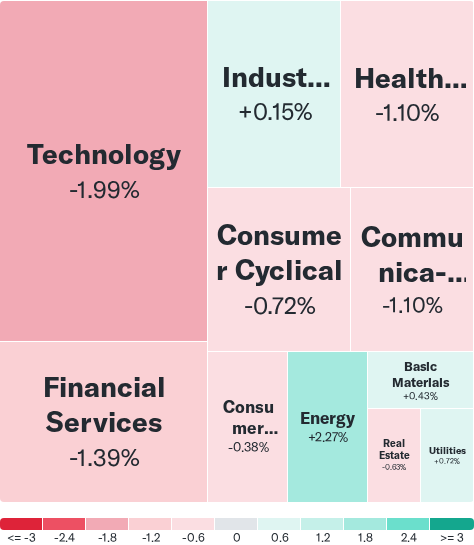 Technology
-1.99%
Indust...
+0.15%
Health...
-1.10%
Consume
r Cyclical
-0.72%
Commu
nica-...
-1.10%
Financial
Services
-1.39%
Consu
mer...
-0.38%
Energy
+2.27%
Basic
Materials
+0.43%
Real
Estate
-0.63%
Utilities
+0.72%
<= -3 -2.4 -1.8 -1.2 -0.6 0 0.6 1.2 1.8 2.4 >= 3